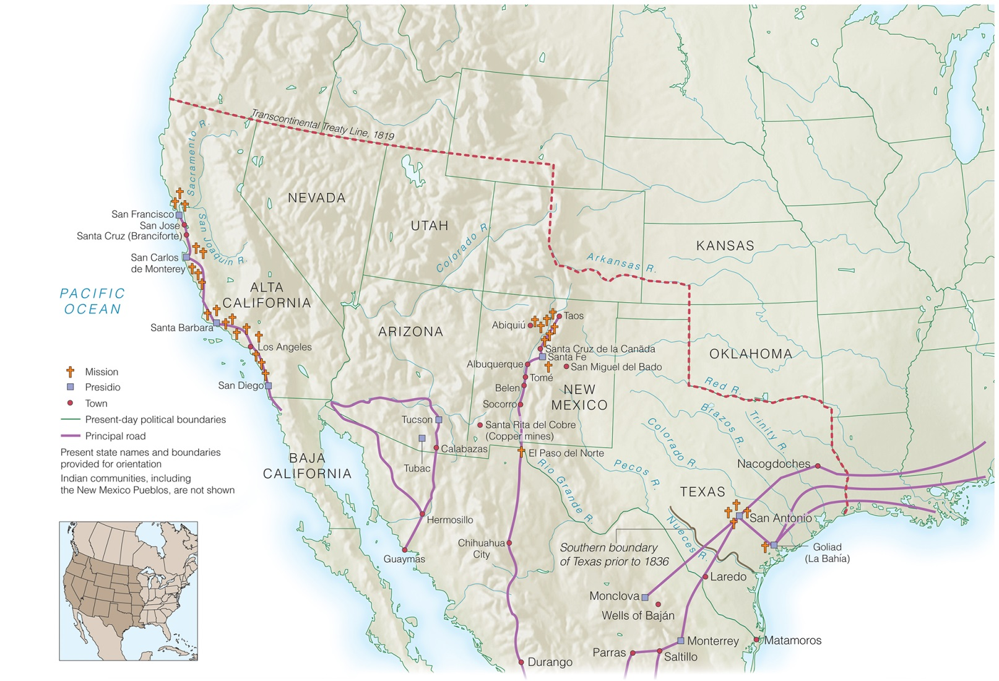 Transcontinental Treaty Line, 1819
Sacramento R.
San Joaquin R.
NEVADA
UTAH
Colorado R.
KANSAS
Arkansas R.
San Francisco
San Jose
Santa Cruz (Branciforte)
San Carlos
de Monterey
PACIFIC
OCEAN
ALTA
CALIFORNIA
Santa Barbara
Los Angeles
San Diego
ARIZONA
Abiquiú
Taos
Santa Cruz de la Canãda
Santa Fe
Albuquerque
San Miguel del Bado
Tomé
Belen
NEW
MEXICO
Socorro
OKLAHOMA
Red R.
Brazos R.
Trinity R.
Colorado R.
Mission
Presidio
Town
Present-day political boundaries
Principal road
Present state names and boundaries
provided for orientation
Indian communities, including
the New Mexico Pueblos, are not shown
Tucson
Santa Rita del Cobre
(Copper mines)
Calabazas
Tubac
El Paso del Norte
BAJA
CALIFORNIA
Rio Grande R.
Pecos R.
Nacogdoches
TEXAS
San Antonio
Nueces R.
Hermosillo
Guaymas
Chihuahua
City
Southern boundary
of Texas prior to 1836
Goliad
(La Bahía)
Laredo
Monclova
Wells of Baján
Monterrey
Matamoros
Parras
Saltillo
Durango